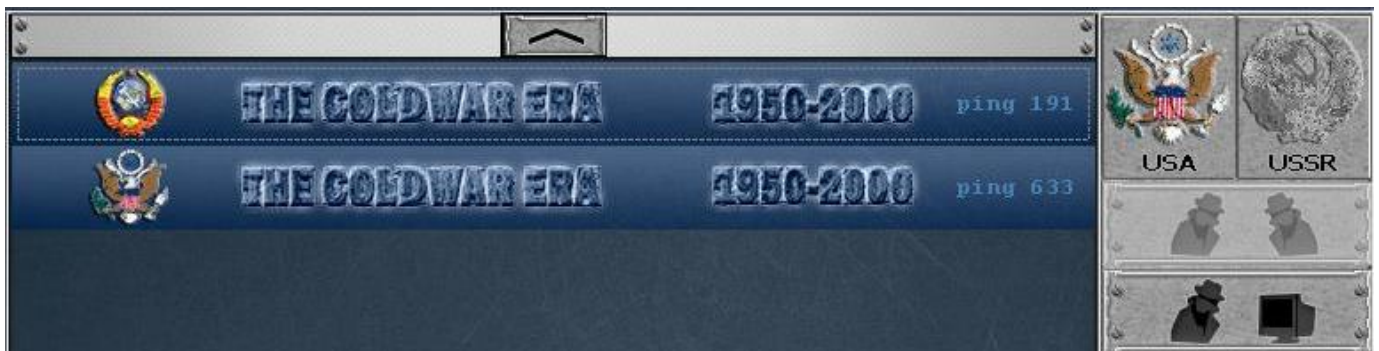 THE COLDWAR ERA 1950-2000 ping 191
THE COLDWAR ERA 1950-2000 ping 633
USA USSR